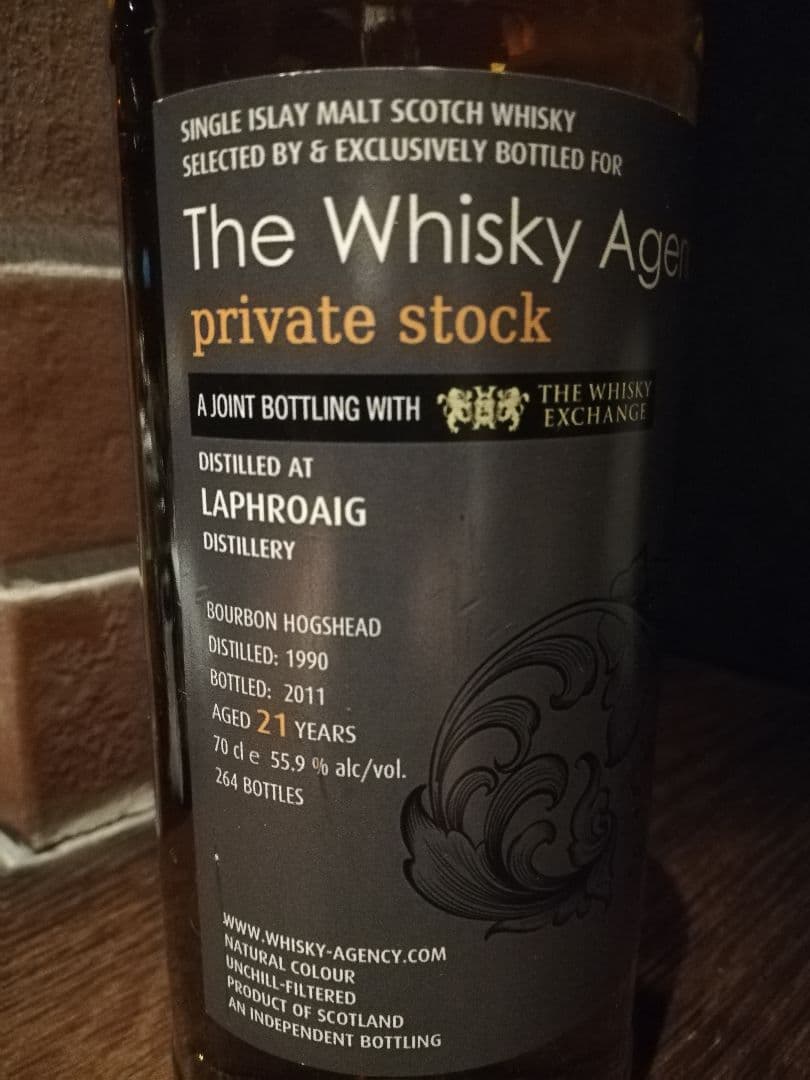 SINGLE ISLAY MALT SCOTCH WHISKY
SELECTED BY & EXCLUSIVELY BOTTLED FOR
The Whisky Agen
private stock
A JOINT BOTTLING WITH THE WHISKY EXCHANGE
DISTILLED AT
LAPHROAIG
DISTILLERY
BOURBON HOGSHEAD
DISTILLED: 1990
BOTTLED: 2011
AGED 21 YEARS
70 cl e 55.9 % alc/vol.
264 BOTTLES
WWW.WHISKY-AGENCY.COM
NATURAL COLOUR
UNCHILL-FILTERED
PRODUCT OF SCOTLAND
AN INDEPENDENT BOTTLING